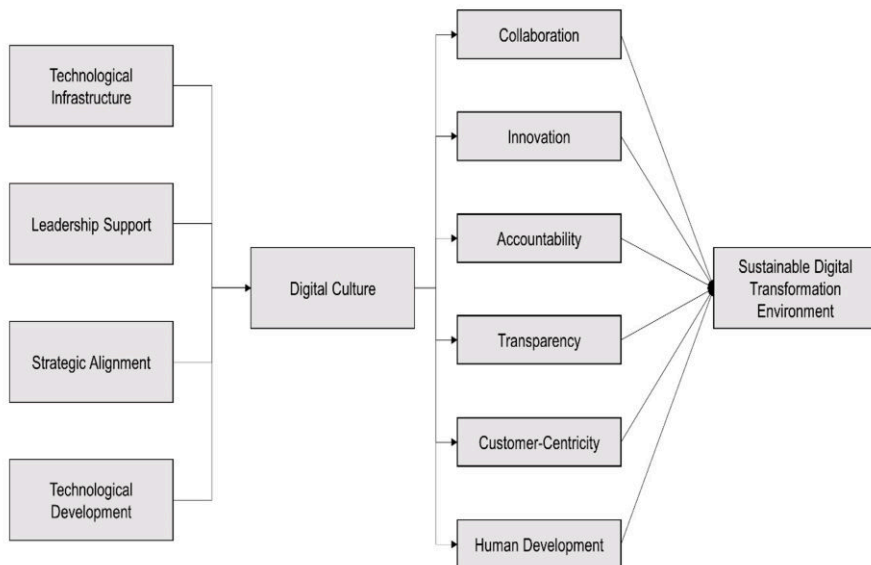 Technological
Infrastructure
Leadership Support
Strategic Alignment
Technological
Development
Digital Culture
Collaboration
Innovation
Accountability
Transparency
Customer-Centricity
Human Development
Sustainable Digital
Transformation
Environment